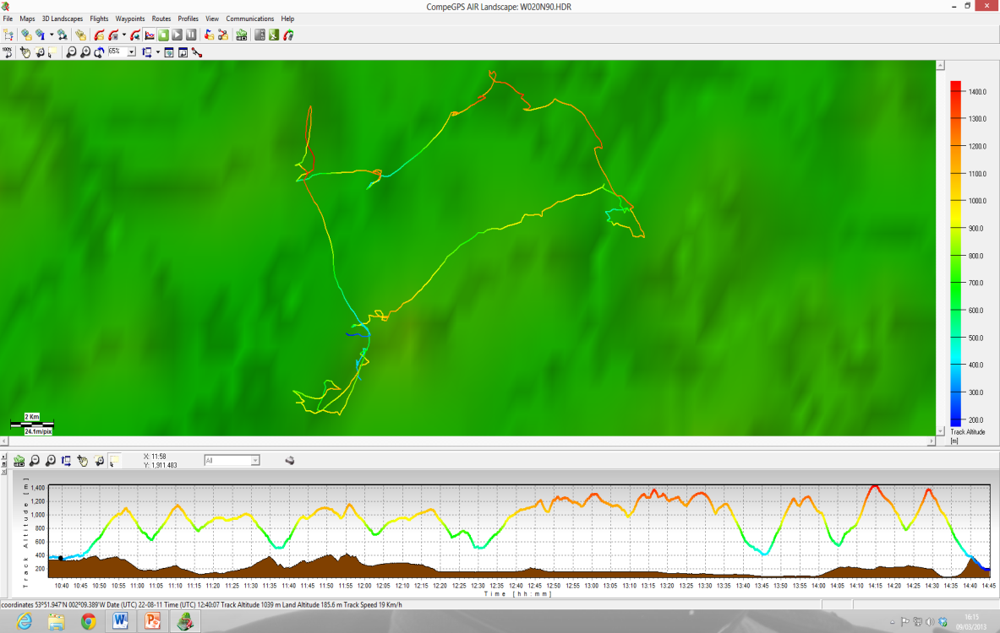 CompeGPS AIR Landscape: W020N90.HDR
File Maps 3D Landscapes Flights Waypoints Routes Profiles View Communications Help
100%
65%
1400.0
1300.0
1200.0
1100.0
1000.0
900.0
800.0
700.0
600.0
500.0
400.0
300.0
200.0
Track Altitude
[m]
2 Km
24.1m/pix
X: 11:58
Y: 1,911.483
All
Track Altitude [m]
1,400
1,200
1,000
800
600
400
200
10:40 10:45 10:50 10:55 11:05 11:10 11:15 11:20 11:25 11:30 11:35 11:40 11:45 11:50 11:55 12:00 12:05 12:10 12:15 12:20 12:25 12:30 12:35 12:40 12:45 12:50 12:55 13:00 13:05 13:10 13:15 13:20 13:25 13:30 13:35 13:40 13:45 13:50 13:55 14:00 14:05 14:10 14:15 14:20 14:25 14:30 14:35 14:40 14:45
Time [hh:mm]
coordinates 53°51.947'N 002°09.389'W Date (UTC) 22-08-11 Time (UTC) 12:40:07 Track Altitude 1039 m Land Altitude 185.6 m Track Speed 19 Km/h
16:15
09/03/2013